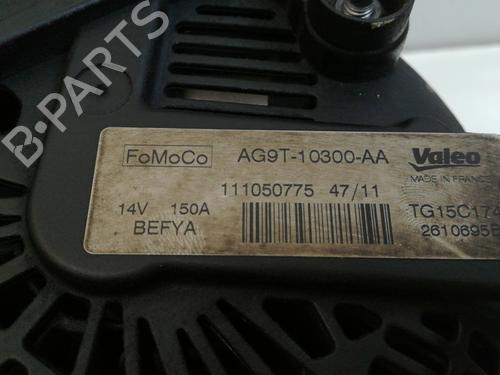 B-PARTS
FoMoCo AG9T-10300-AA Valeo
MADE IN FRANCE
111050775 47/11
14V 150A TG15C174
BEFYA 2610695B